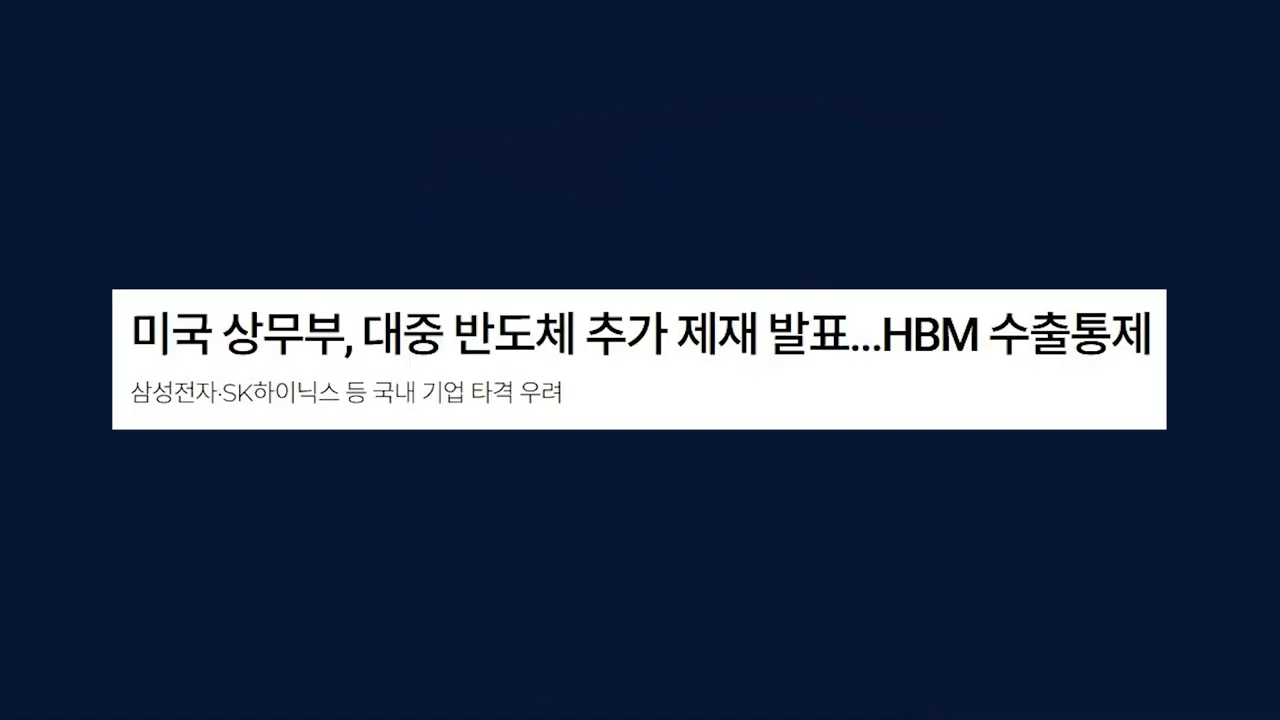 미국 상무부, 대중 반도체 추가 제재 발표...HBM 수출통제
삼성전자·SK하이닉스 등 국내 기업 타격 우려